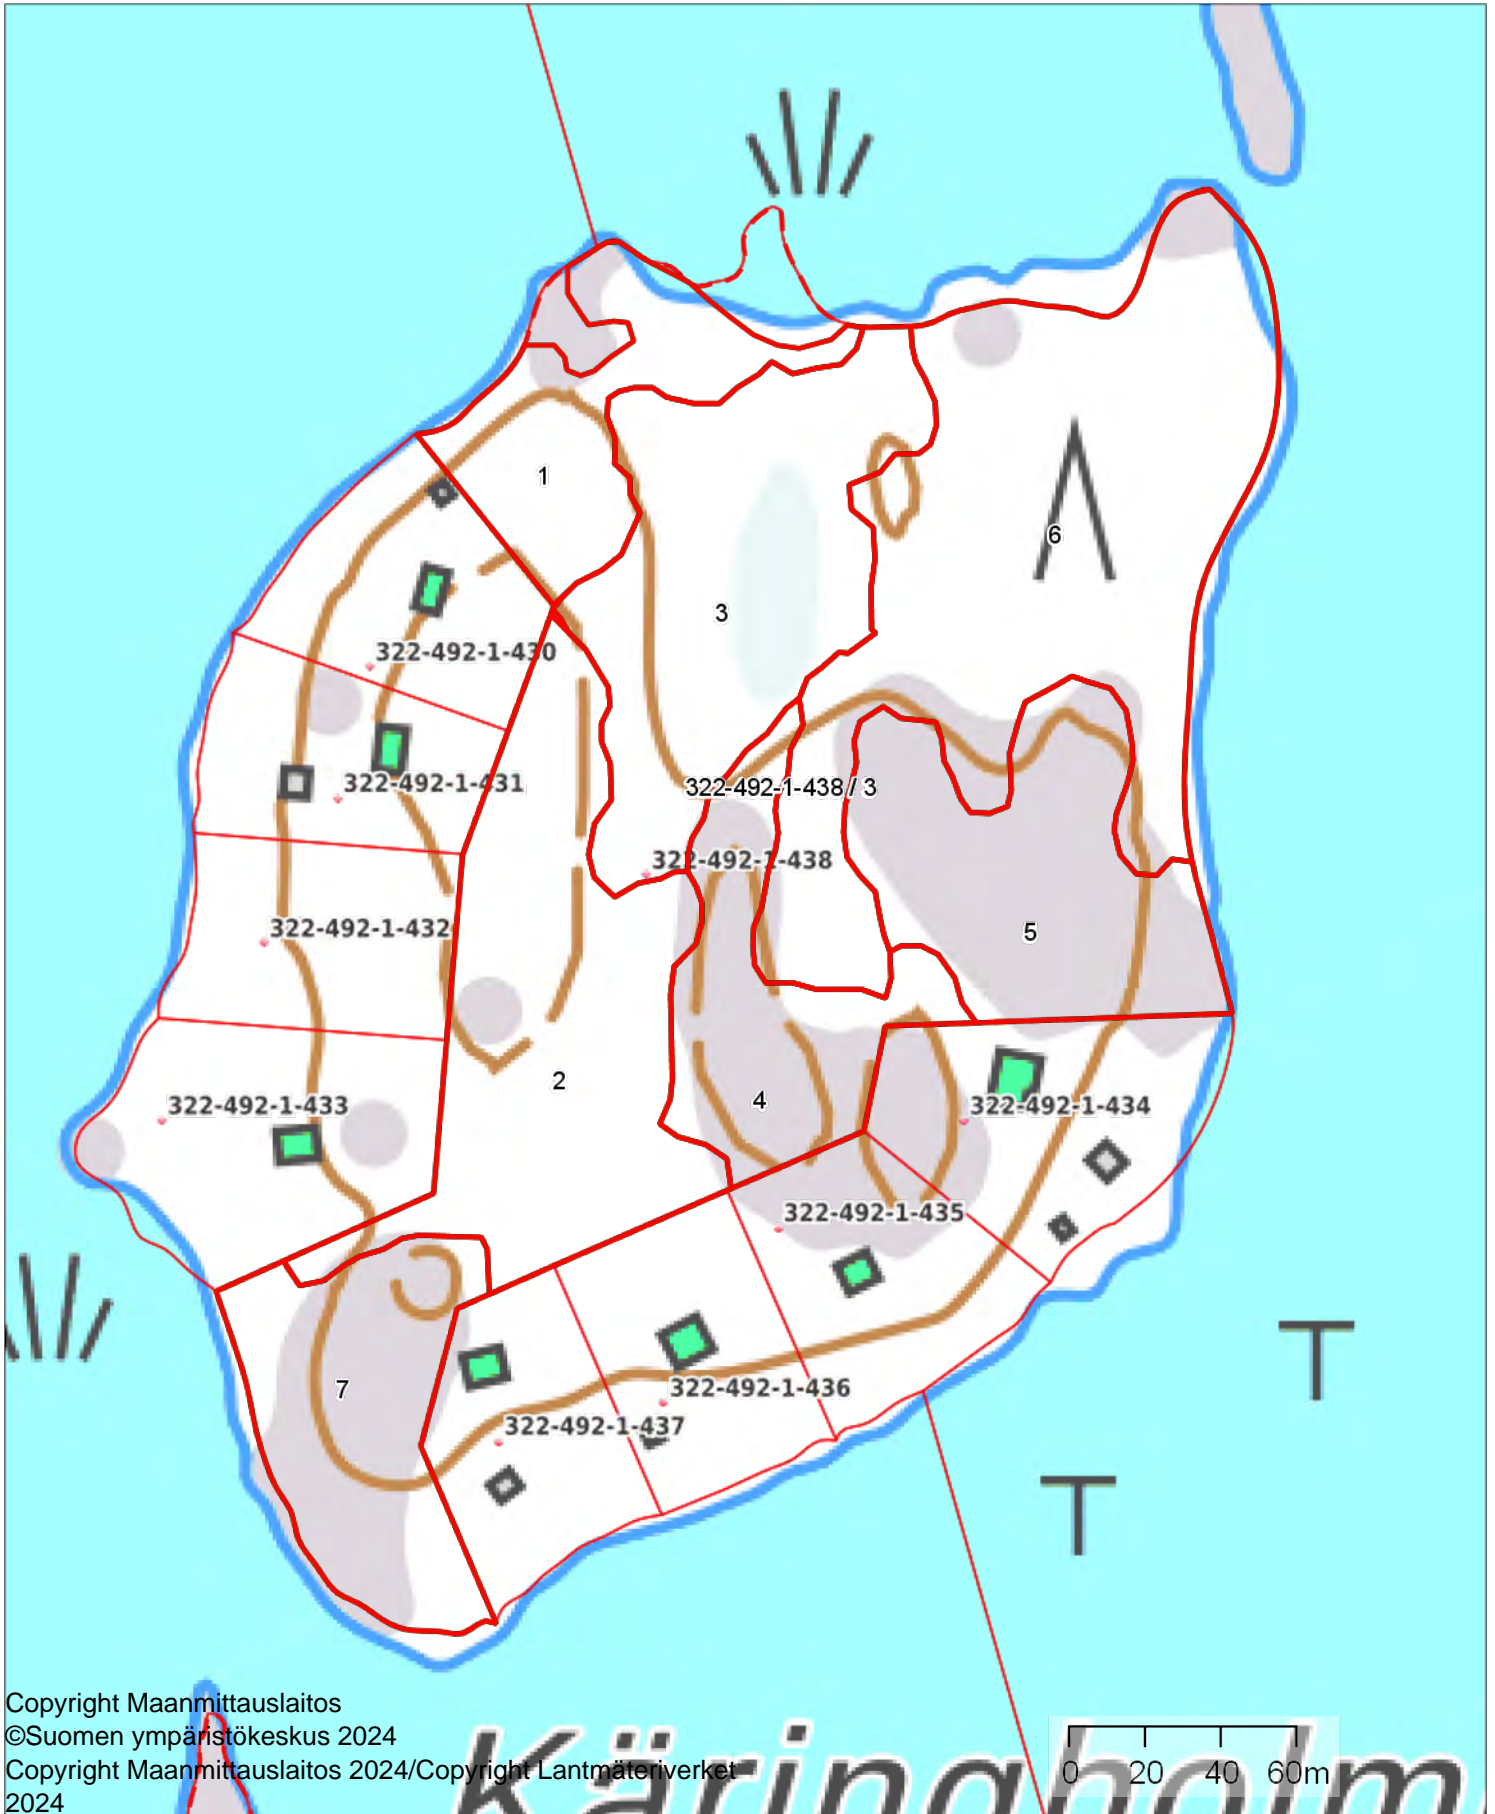 1
6
3
322-492-1-430
322-492-1-431
322-492-1-438 / 3
322-492-1-438
322-492-1-432
5
2
4
322-492-1-433
322-492-1-434
322-492-1-435
7
322-492-1-436
322-492-1-437
Copyright Maanmittauslaitos
©Suomen ympäristökeskus 2024
Copyright Maanmittauslaitos 2024/Copyright Lantmäteriverket
2024
Käringholm
0 20 40 60m